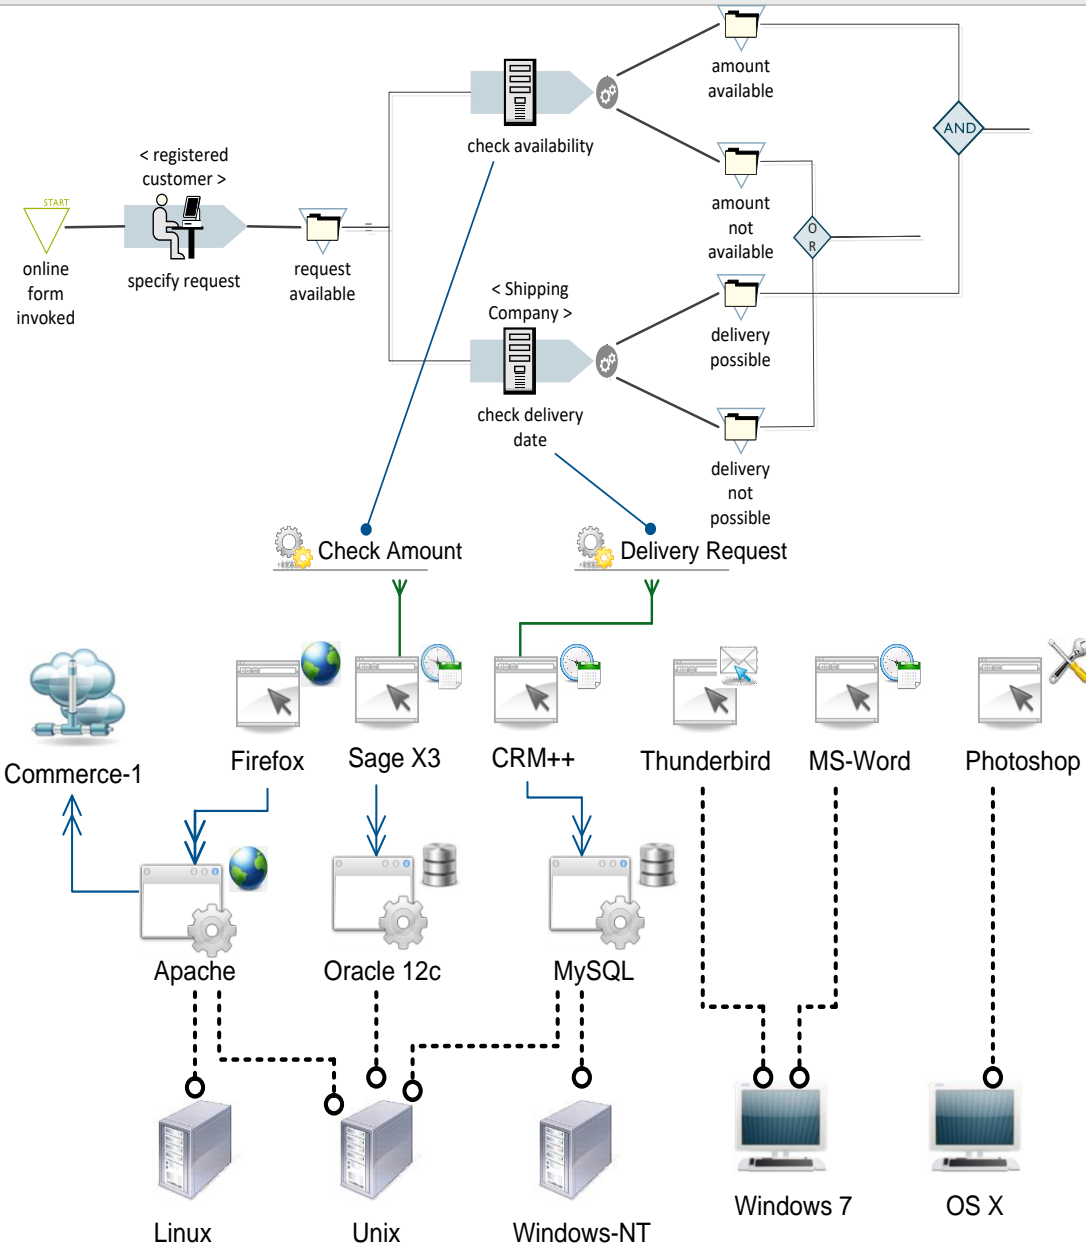 amount
available
AND
check availability
< registered
customer >
START
amount
not
available
O
R
online
form
invoked
specify request
request
available
=
< Shipping
Company >
delivery
possible
check delivery
date
delivery
not
possible
Check Amount
Delivery Request
Commerce-1
Firefox
Sage X3
CRM++
Thunderbird
MS-Word
Photoshop
Apache
Oracle 12c
MySQL
Linux
Unix
Windows-NT
Windows 7
OS X